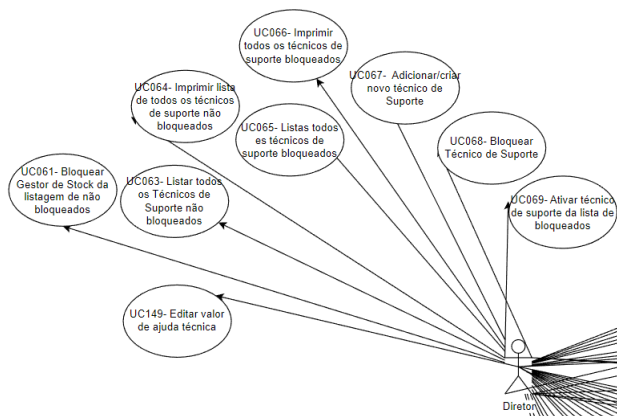 UC066- Imprimir
todos os técnicos de
suporte bloqueados
UC067- Adicionar/criar
novo técnico de
Suporte
UC064- Imprimir lista
de todos os técnicos
de suporte não
bloqueados
UC065- Listas todos
es técnicos de
suporte bloqueados
UC068- Bloquear
Técnico de Suporte
UC061- Bloquear
Gestor de Stock da
listagem de não
bloqueados
UC063- Listar todos
os Técnicos de
Suporte não
bloqueados
UC069- Ativar técnico
de suporte da lista de
bloqueados
UC149- Editar valor
de ajuda técnica
Diretor